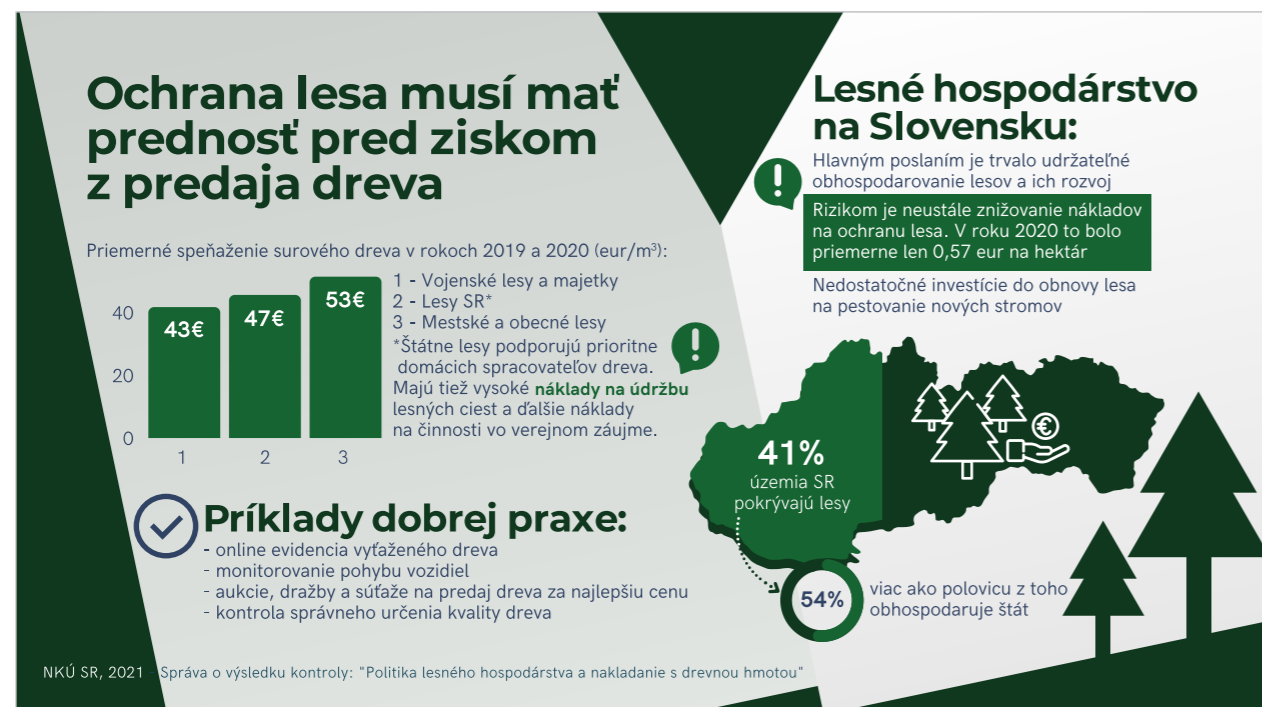 Ochrana lesa musí mať
prednosť pred ziskom
z predaja dreva
Priemerné speňaženie surového dreva v rokoch 2019 a 2020 (eur/m³):
40
20
0
43€
47€
53€
1
2
3
1 - Vojenské lesy a majetky
2 - Lesy SR*
3 - Mestské a obecné lesy
*Štátne lesy podporujú prioritne
domácich spracovateľov dreva.
Majú tiež vysoké náklady na údržbu
lesných ciest a ďalšie náklady
na činnosti vo verejnom záujme.
Príklady dobrej praxe:
- online evidencia vyťaženého dreva
- monitorovanie pohybu vozidiel
- aukcie, dražby a súťaže na predaj dreva za najlepšiu cenu
- kontrola správneho určenia kvality dreva
Lesné hospodárstvo
na Slovensku:
Hlavným poslaním je trvalo udržateľné
obhospodarovanie lesov a ich rozvoj
Rizikom je neustále znižovanie nákladov
na ochranu lesa. V roku 2020 to bolo
priemerne len 0,57 eur na hektár
Nedostatočné investície do obnovy lesa
na pestovanie nových stromov
€
41%
územia SR
pokrývajú lesy
54%
viac ako polovicu z toho
obhospodaruje štát
NKÚ SR, 2021 - Správa o výsledku kontroly: "Politika lesného hospodárstva a nakladanie s drevnou hmotou"